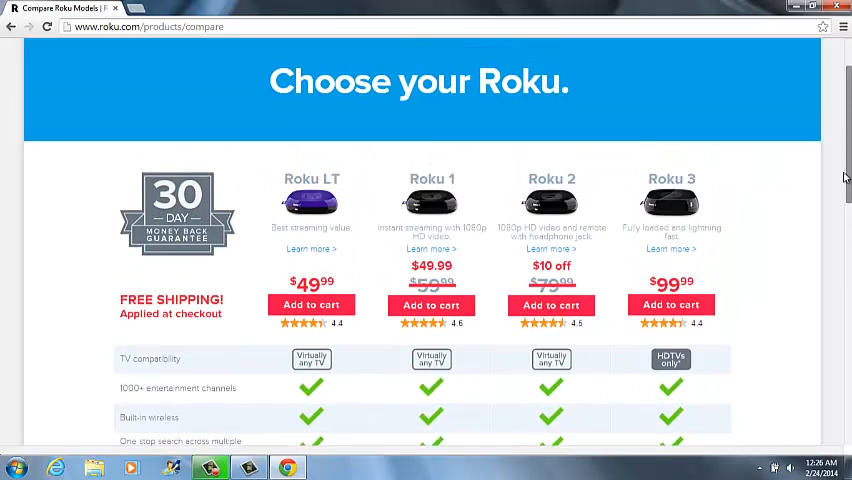 Compare Roku Models | R
www.roku.com/products/compare
Choose your Roku.
30
DAY
MONEY BACK
GUARANTEE
FREE SHIPPING!
Applied at checkout
Roku LT
Best streaming value.
Learn more >
$49.99
Add to cart
4.4
Roku 1
Instant streaming with 1080p
HD video.
Learn more >
$49.99
$59.99
Add to cart
4.6
Roku 2
1080p HD video and remote
with headphone jack.
Learn more >
$10 off
$79.99
Add to cart
4.5
Roku 3
Fully loaded and lightning
fast.
Learn more >
$99.99
Add to cart
4.4
TV compatibility
Virtually
any TV
Virtually
any TV
Virtually
any TV
HDTVs
only*
1000+ entertainment channels
Built-in wireless
One stop search across multiple
12:26 AM
2/24/2014